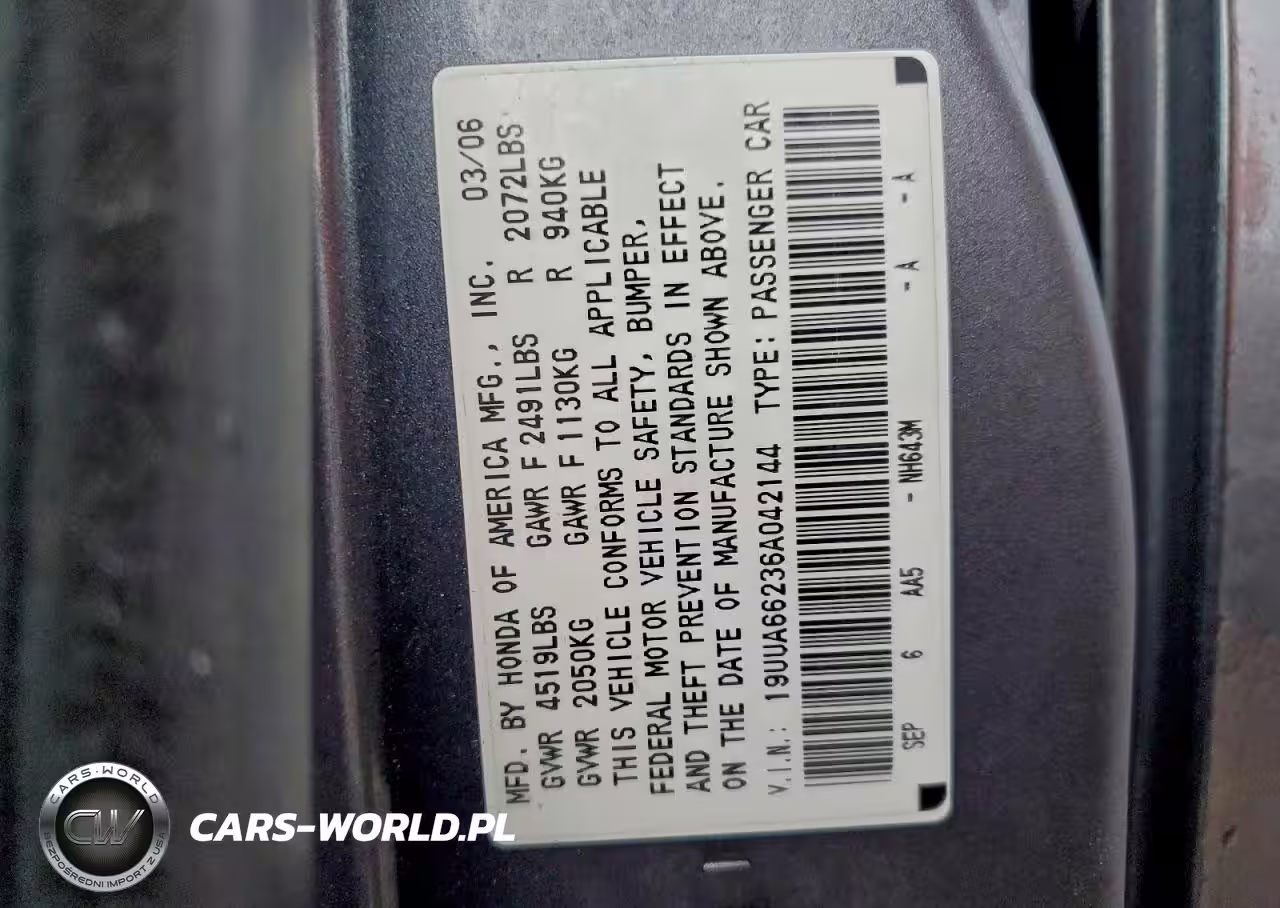 MFD. BY HONDA OF AMERICA MFG., INC. 03/06
GVWR 4519LBS GAWR F 2491LBS R 2072LBS
GVWR 2050KG GAWR F 1130KG R 940KG
THIS VEHICLE CONFORMS TO ALL APPLICABLE
FEDERAL MOTOR VEHICLE SAFETY, BUMPER,
AND THEFT PREVENTION STANDARDS IN EFFECT
ON THE DATE OF MANUFACTURE SHOWN ABOVE.
V.I.N.: 19UUA66236A042144 TYPE: PASSENGER CAR
SEP 6 AA5 - NH643M - A - A
CARS-WORLD
CW
BEZPOŚREDNI IMPORT Z USA
CARS-WORLD.PL